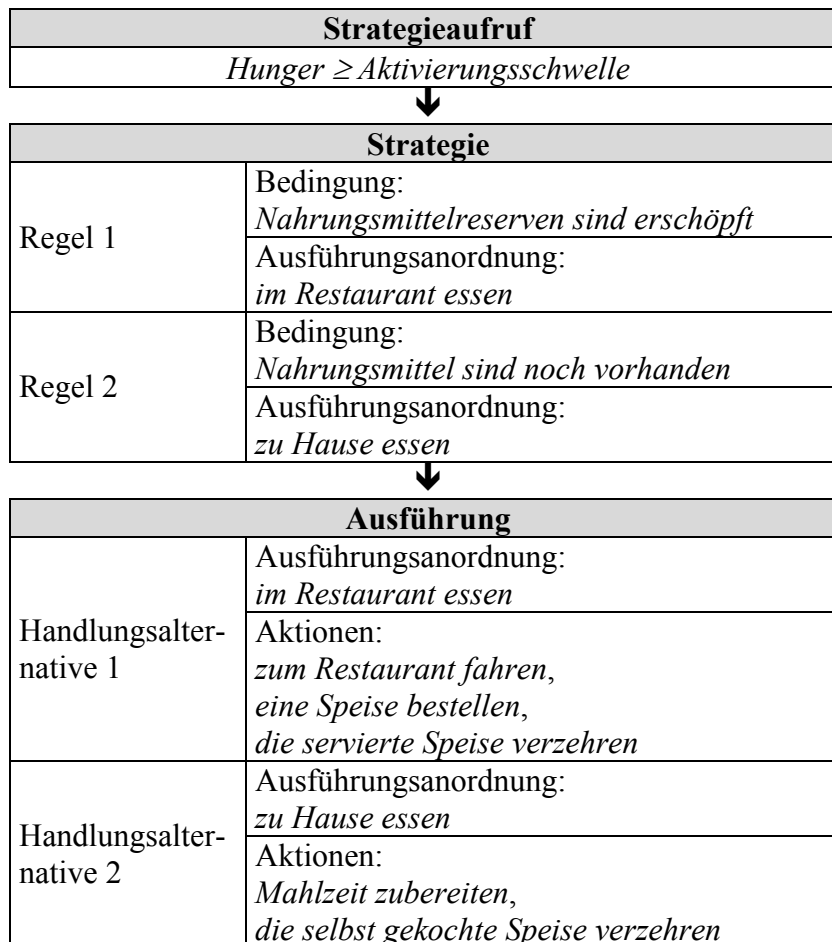 Strategieaufruf
Hunger ≥ Aktivierungsschwelle
Strategie
Regel 1
Bedingung:
Nahrungsmittelreserven sind erschöpft
Ausführungsanordnung:
im Restaurant essen
Regel 2
Bedingung:
Nahrungsmittel sind noch vorhanden
Ausführungsanordnung:
zu Hause essen
Ausführung
Handlungsalter-
native 1
Ausführungsanordnung:
im Restaurant essen
Aktionen:
zum Restaurant fahren,
eine Speise bestellen,
die servierte Speise verzehren
Handlungsalter-
native 2
Ausführungsanordnung:
zu Hause essen
Aktionen:
Mahlzeit zubereiten,
die selbst gekochte Speise verzehren